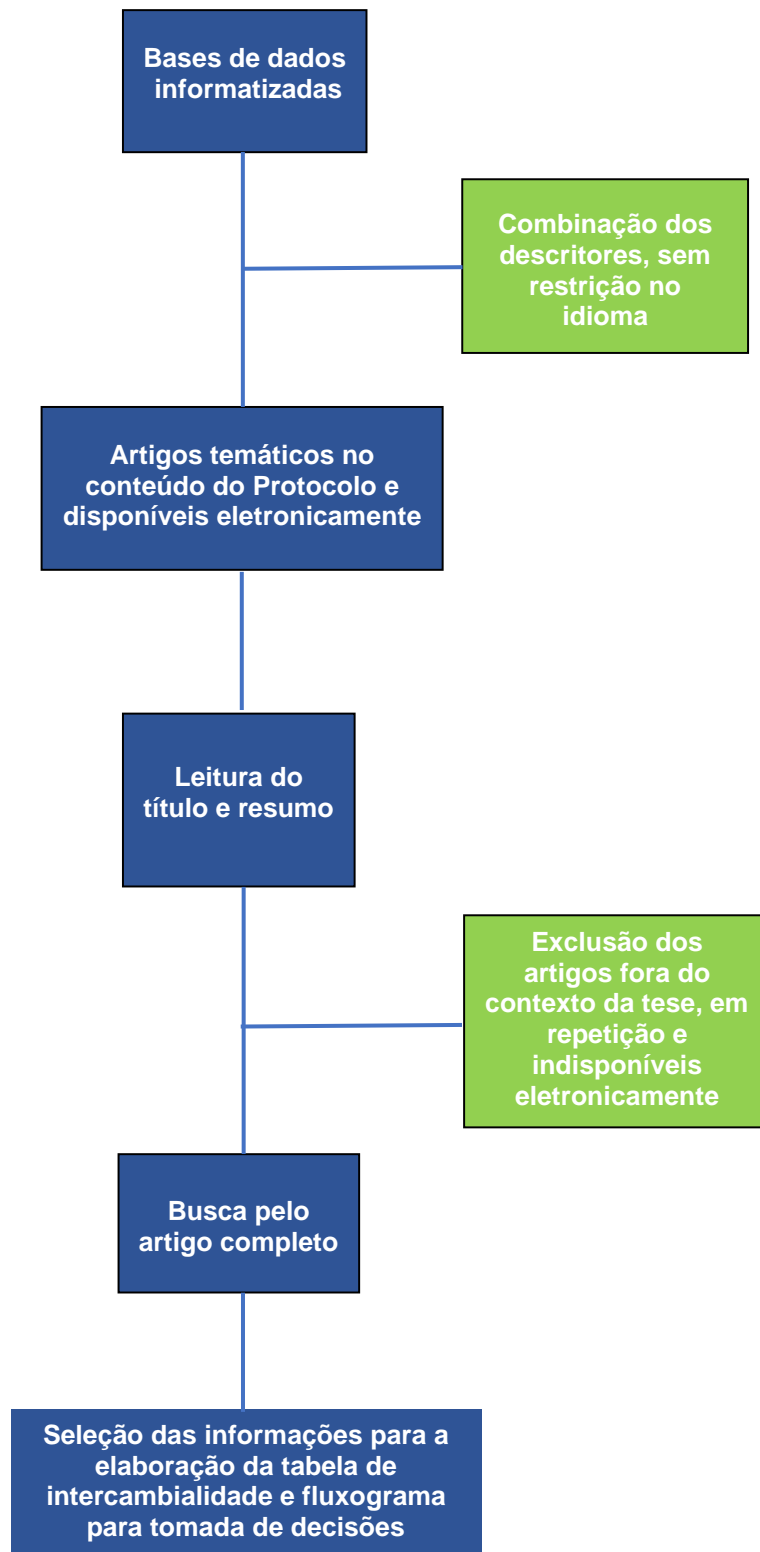 Bases de dados
informatizadas
Combinação dos
descritores, sem
restrição no
idioma
Artigos temáticos no
conteúdo do Protocolo e
disponíveis eletronicamente
Leitura do
título e resumo
Exclusão dos
artigos fora do
contexto da tese, em
repetição e
indisponíveis
eletronicamente
Busca pelo
artigo completo
Seleção das informações para a
elaboração da tabela de
intercambialidade e fluxograma
para tomada de decisões